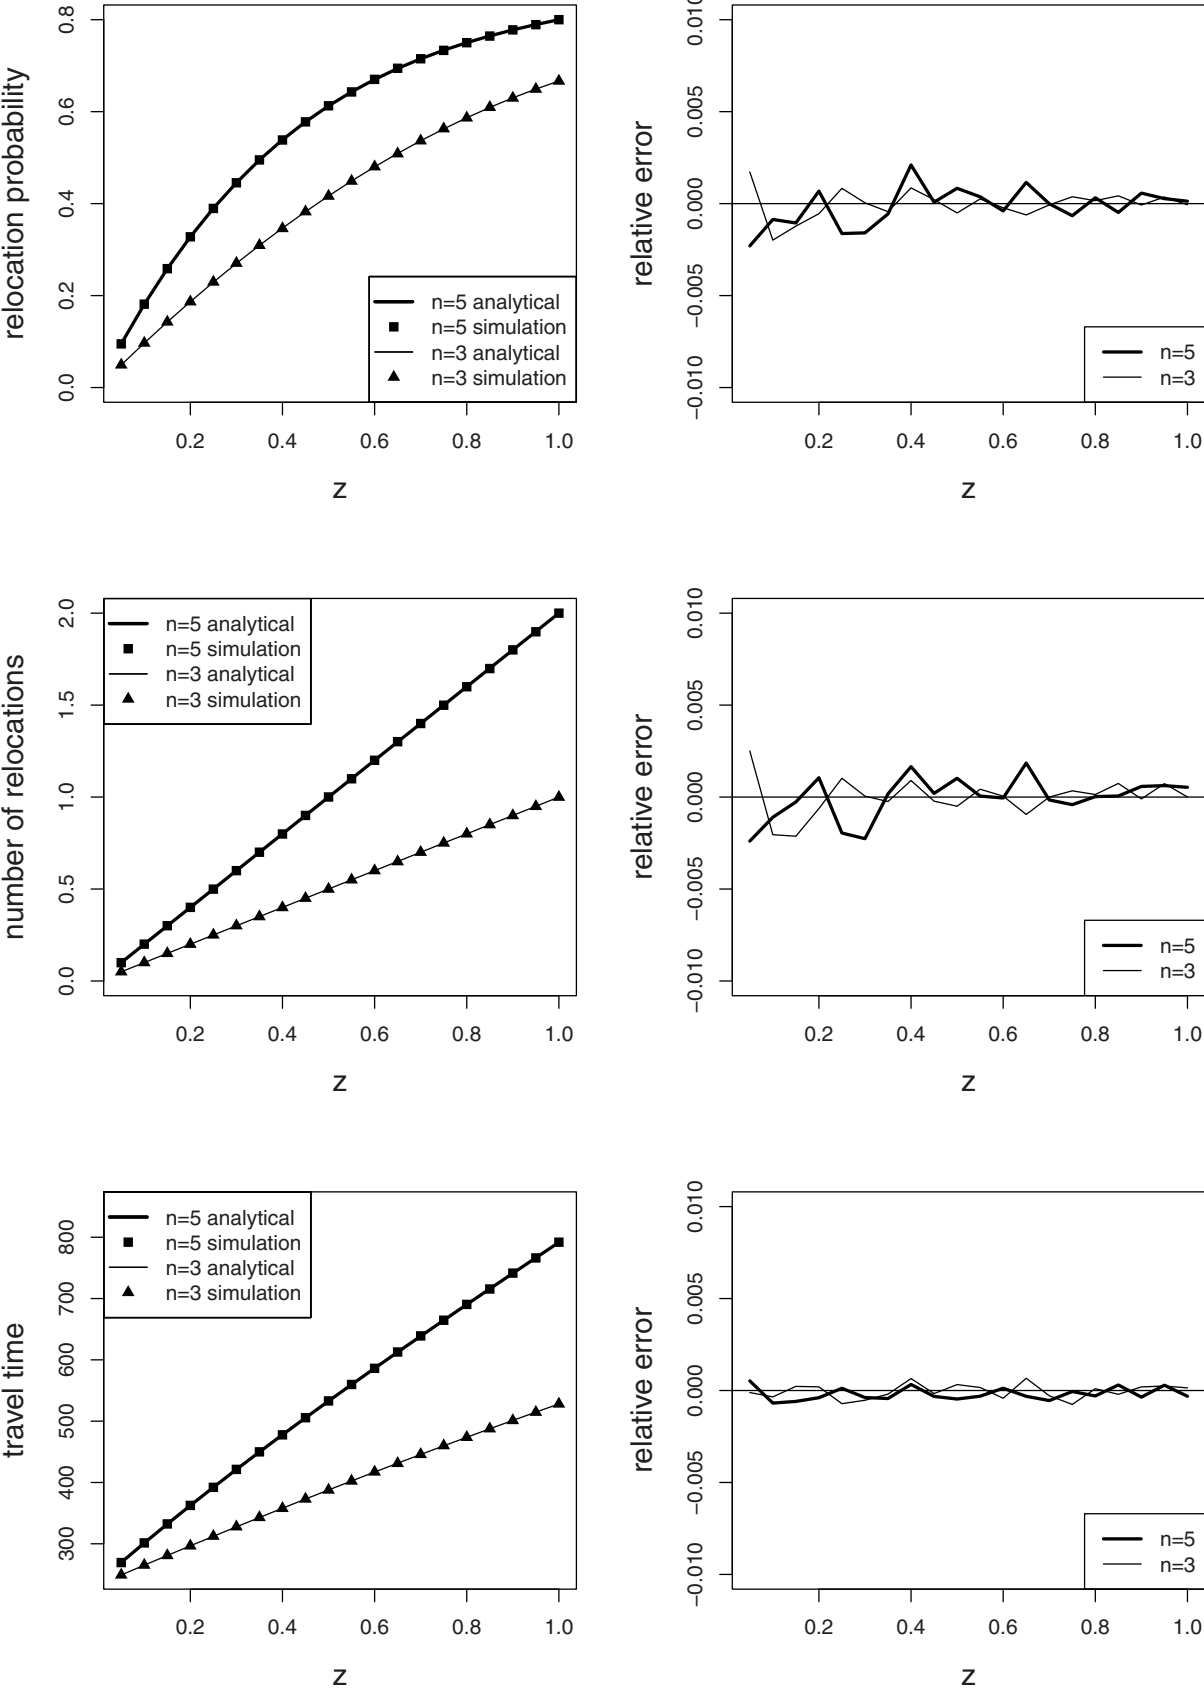 relocation probability
0.0 0.2 0.4 0.6 0.8
n=5 analytical
n=5 simulation
n=3 analytical
n=3 simulation
0.2 0.4 0.6 0.8 1.0
z
relative error
−0.010 −0.005 0.000 0.005 0.010
n=5
n=3
0.2 0.4 0.6 0.8 1.0
z
number of relocations
0.0 0.5 1.0 1.5 2.0
n=5 analytical
n=5 simulation
n=3 analytical
n=3 simulation
0.2 0.4 0.6 0.8 1.0
z
relative error
−0.010 −0.005 0.000 0.005 0.010
n=5
n=3
0.2 0.4 0.6 0.8 1.0
z
travel time
300 400 500 600 700 800
n=5 analytical
n=5 simulation
n=3 analytical
n=3 simulation
0.2 0.4 0.6 0.8 1.0
z
relative error
−0.010 −0.005 0.000 0.005 0.010
n=5
n=3
0.2 0.4 0.6 0.8 1.0
z